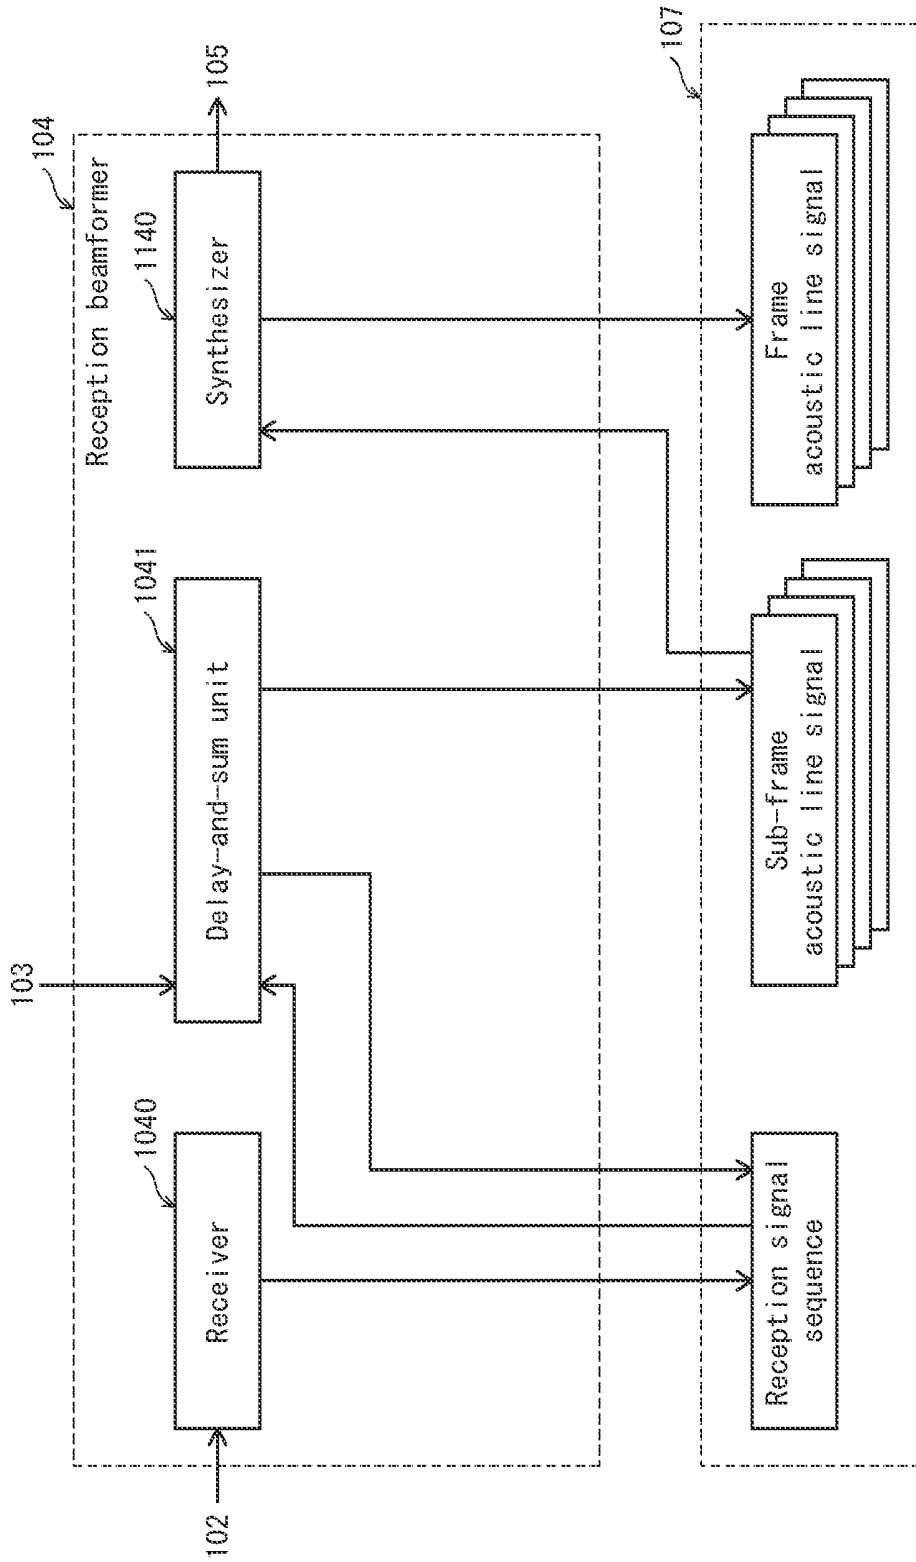 104
Reception beamformer
102
103
105
1040
Receiver
1041
Delay-and-sum unit
1140
Synthesizer
107
Reception signal
sequence
Sub-frame
acoustic line signal
Frame
acoustic line signal